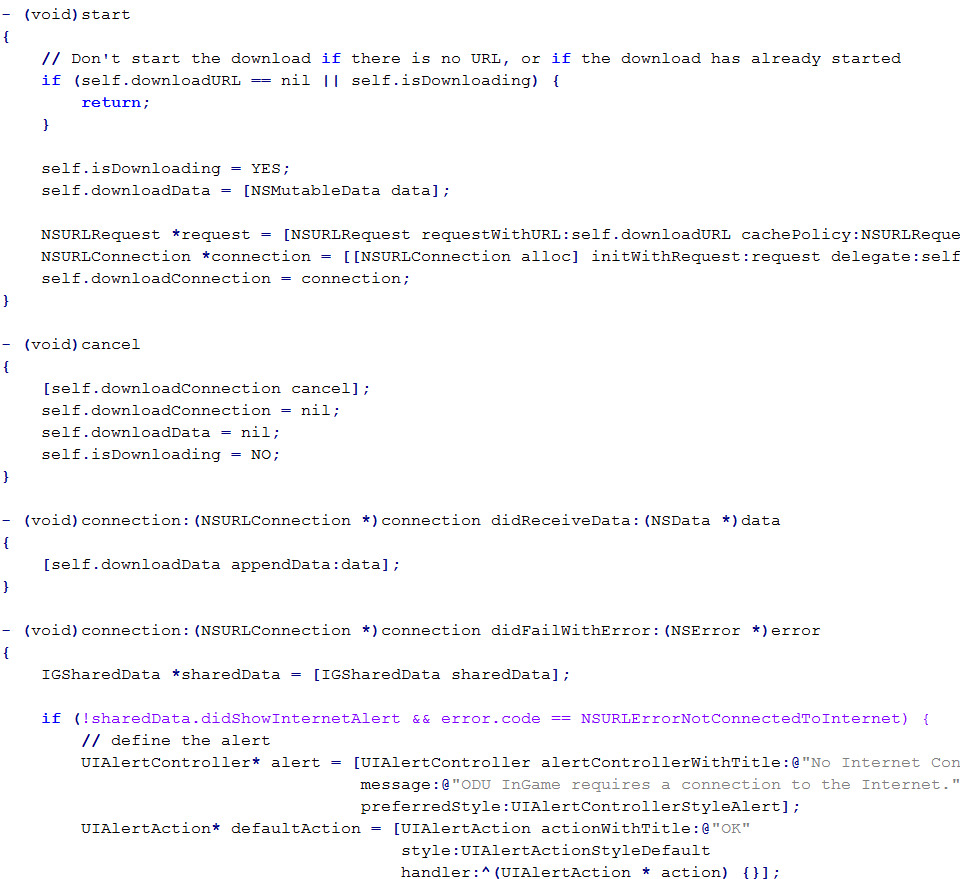 - (void)start
{
    // Don't start the download if there is no URL, or if the download has already started
    if (self.downloadURL == nil || self.isDownloading) {
        return;
    }

    self.isDownloading = YES;
    self.downloadData = [NSMutableData data];

    NSURLRequest *request = [NSURLRequest requestWithURL:self.downloadURL cachePolicy:NSURLReque
    NSURLConnection *connection = [[NSURLConnection alloc] initWithRequest:request delegate:self
    self.downloadConnection = connection;
}

- (void)cancel
{
    [self.downloadConnection cancel];
    self.downloadConnection = nil;
    self.downloadData = nil;
    self.isDownloading = NO;
}

- (void)connection:(NSURLConnection *)connection didReceiveData:(NSData *)data
{
    [self.downloadData appendData:data];
}

- (void)connection:(NSURLConnection *)connection didFailWithError:(NSError *)error
{
    IGSharedData *sharedData = [IGSharedData sharedData];

    if (!sharedData.didShowInternetAlert && error.code == NSURLErrorNotConnectedToInternet) {
        // define the alert
        UIAlertController* alert = [UIAlertController alertControllerWithTitle:@"No Internet Con
                                    message:@"ODU InGame requires a connection to the Internet."
                                    preferredStyle:UIAlertControllerStyleAlert];
        UIAlertAction* defaultAction = [UIAlertAction actionWithTitle:@"OK"
                                        style:UIAlertActionStyleDefault
                                        handler:^(UIAlertAction * action) {}];